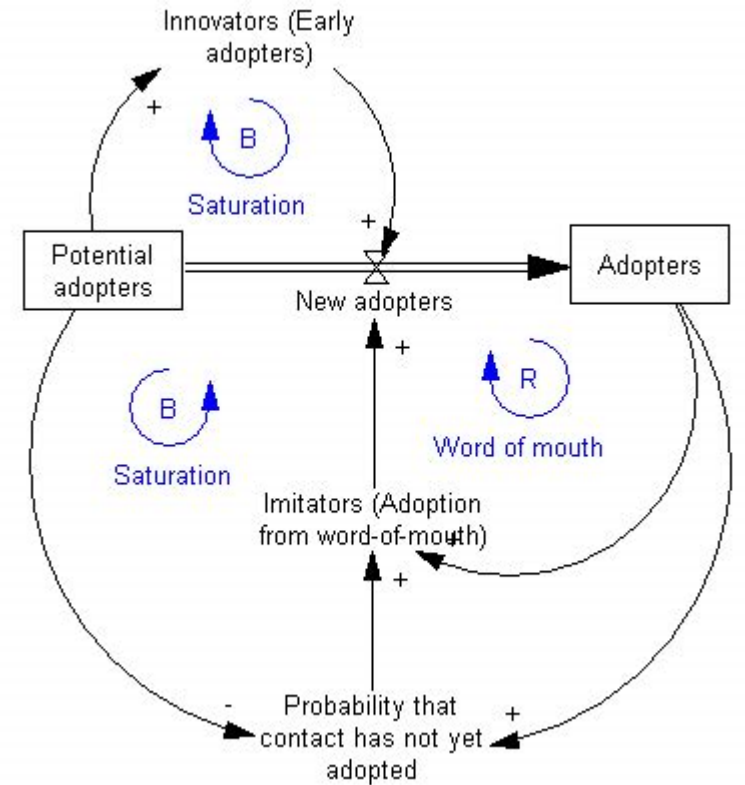 Innovators (Early
adopters)
+
B
Saturation
+
Potential
adopters
Adopters
New adopters
+
B
Saturation
R
Word of mouth
Imitators (Adoption
from word-of-mouth)
+
+
-
Probability that
contact has not yet
adopted
+